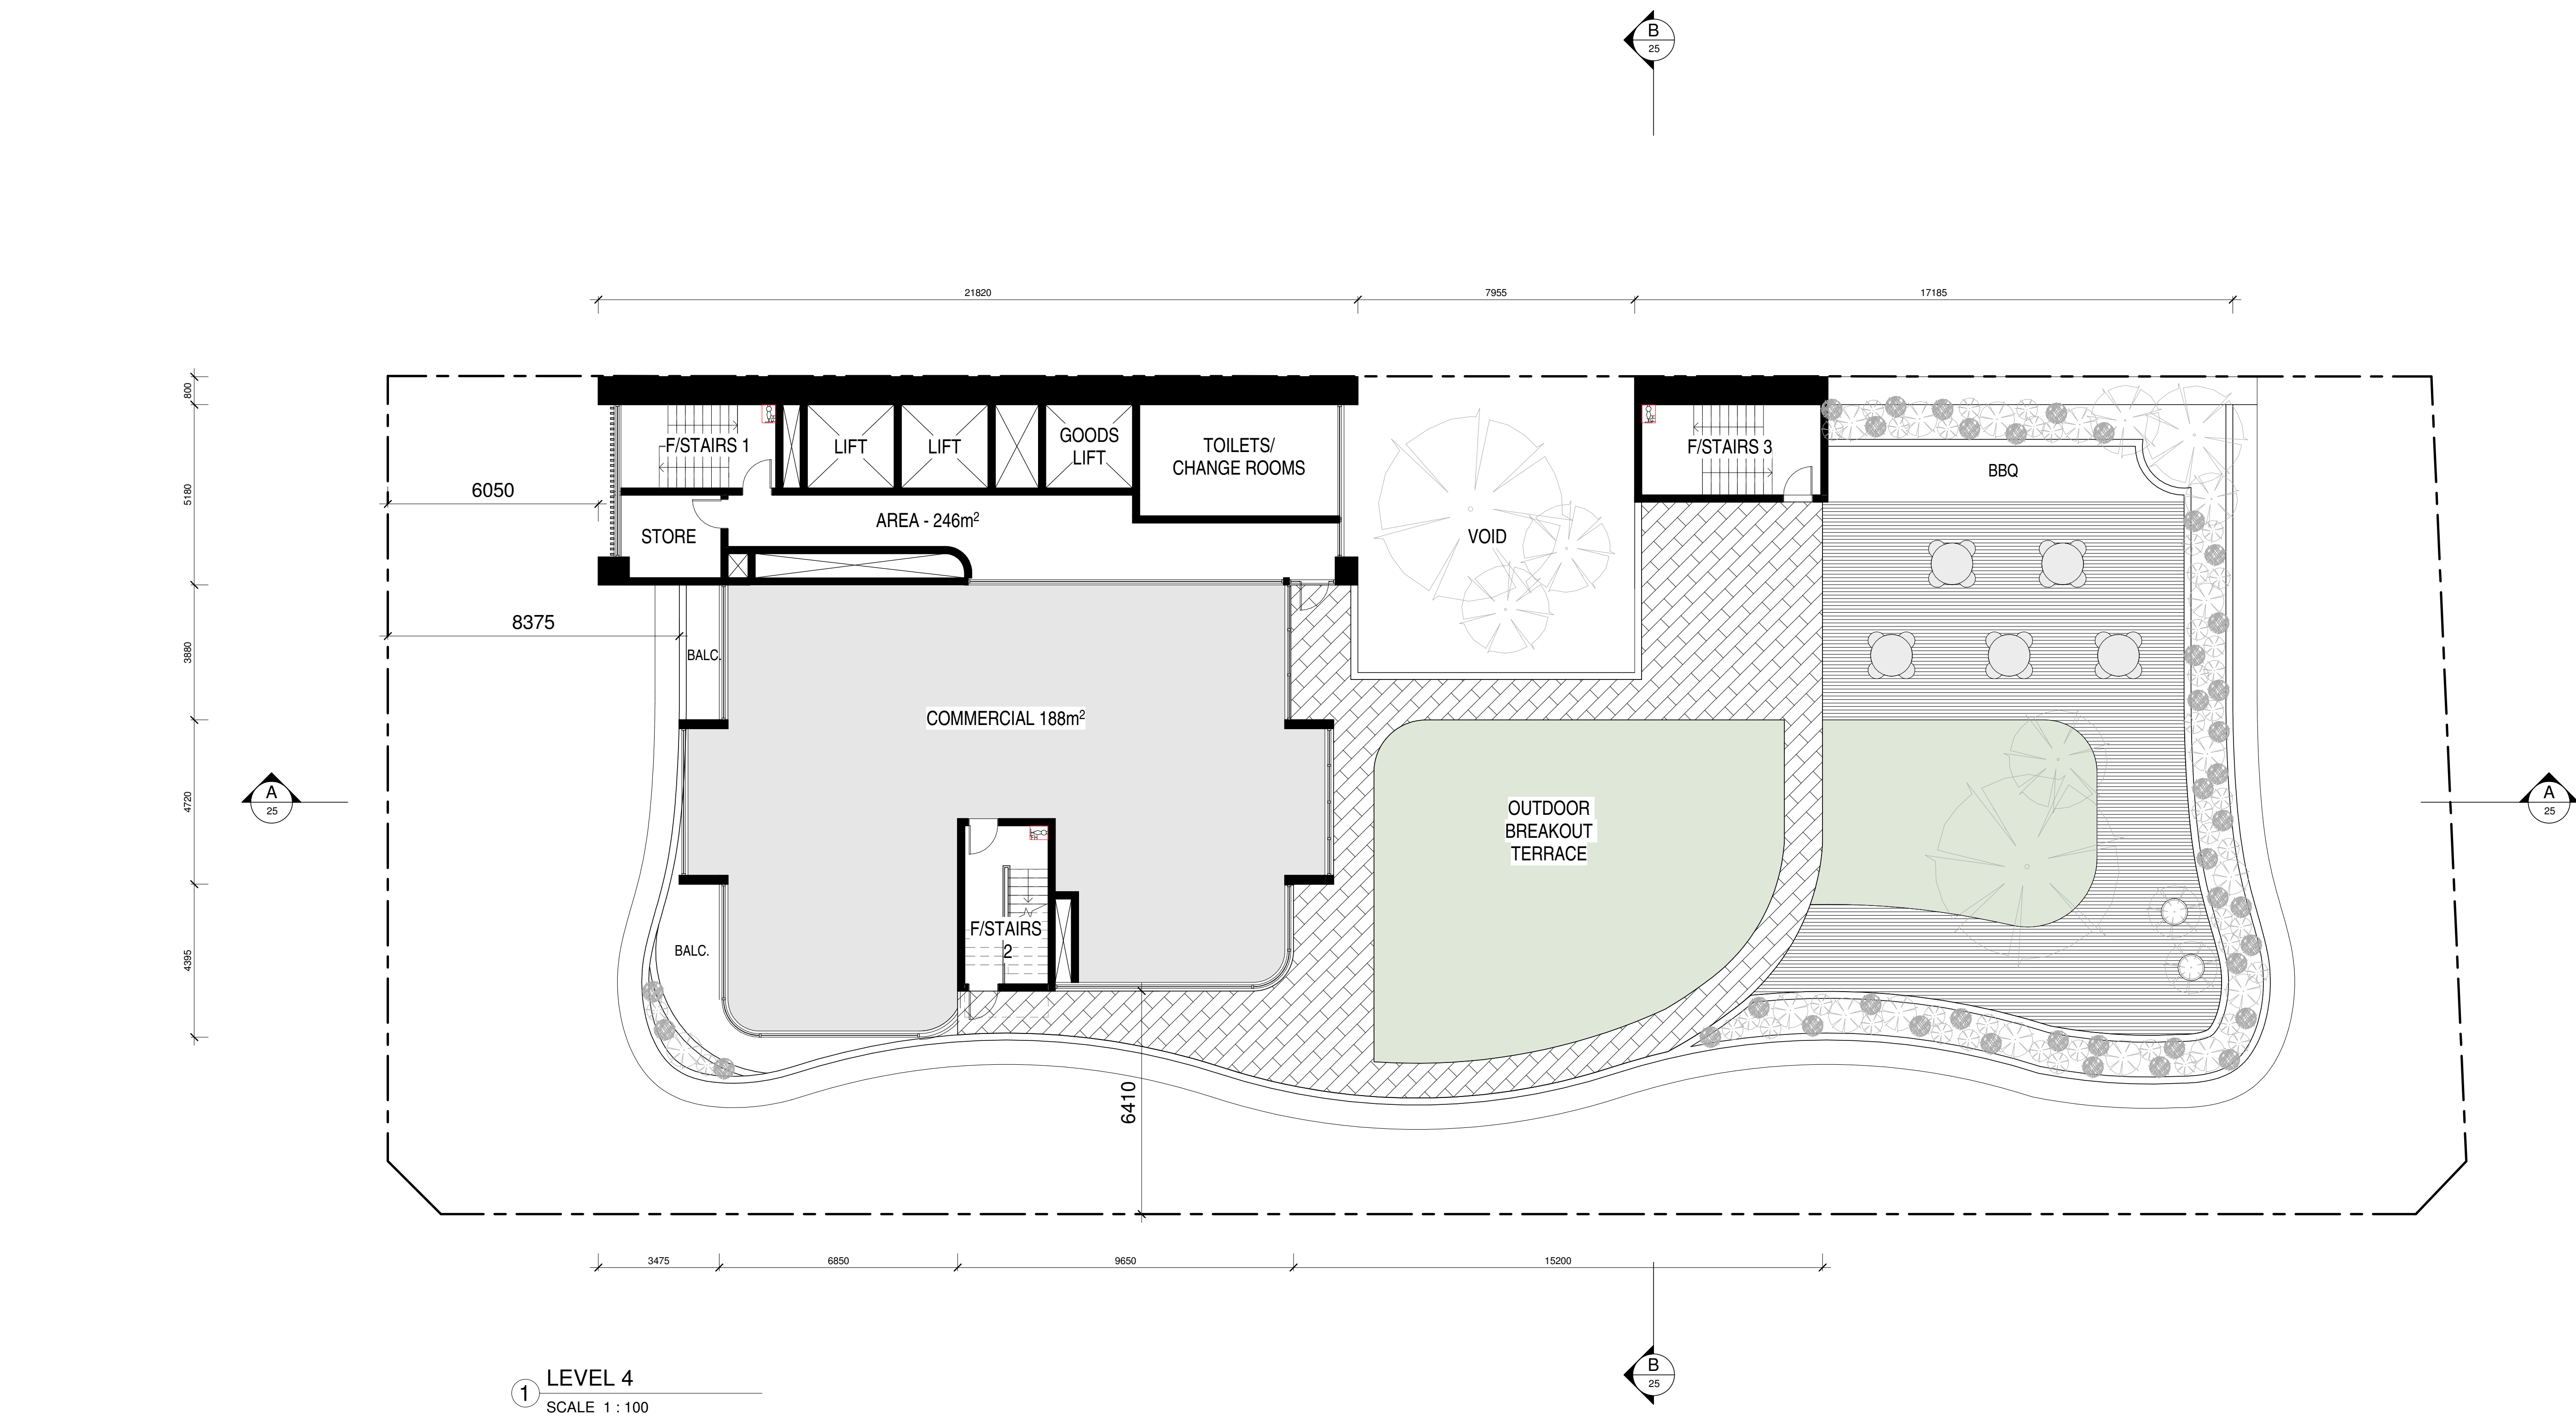 B
25
21820
7955
17185
800
5180
3880
4720
4395
F/STAIRS 1
LIFT
LIFT
GOODS
LIFT
TOILETS/
CHANGE ROOMS
F/STAIRS 3
BBQ
6050
STORE
AREA - 246m²
VOID
8375
BALC.
COMMERCIAL 188m²
A
25
OUTDOOR
BREAKOUT
TERRACE
A
25
F/STAIRS
2
BALC.
6410
3475
6850
9650
15200
B
25
1
LEVEL 4
SCALE 1 : 100